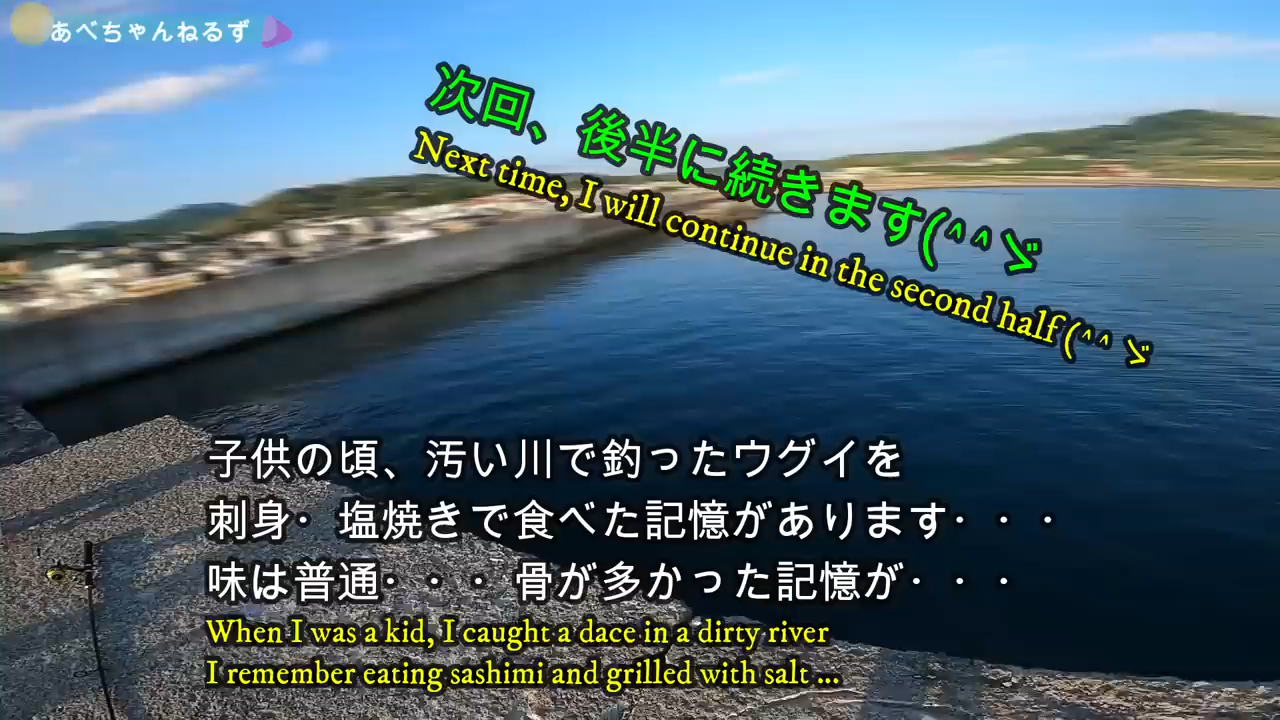 あべちゃんねるず
次回、後半に続きます(^^ゞ
Next time, I will continue in the second half (^^ゞ
子供の頃、汚い川で釣ったウグイを
刺身・塩焼きで食べた記憶があります・・・
味は普通・・・骨が多かった記憶が・・・
When I was a kid, I caught a dace in a dirty river
I remember eating sashimi and grilled with salt ...